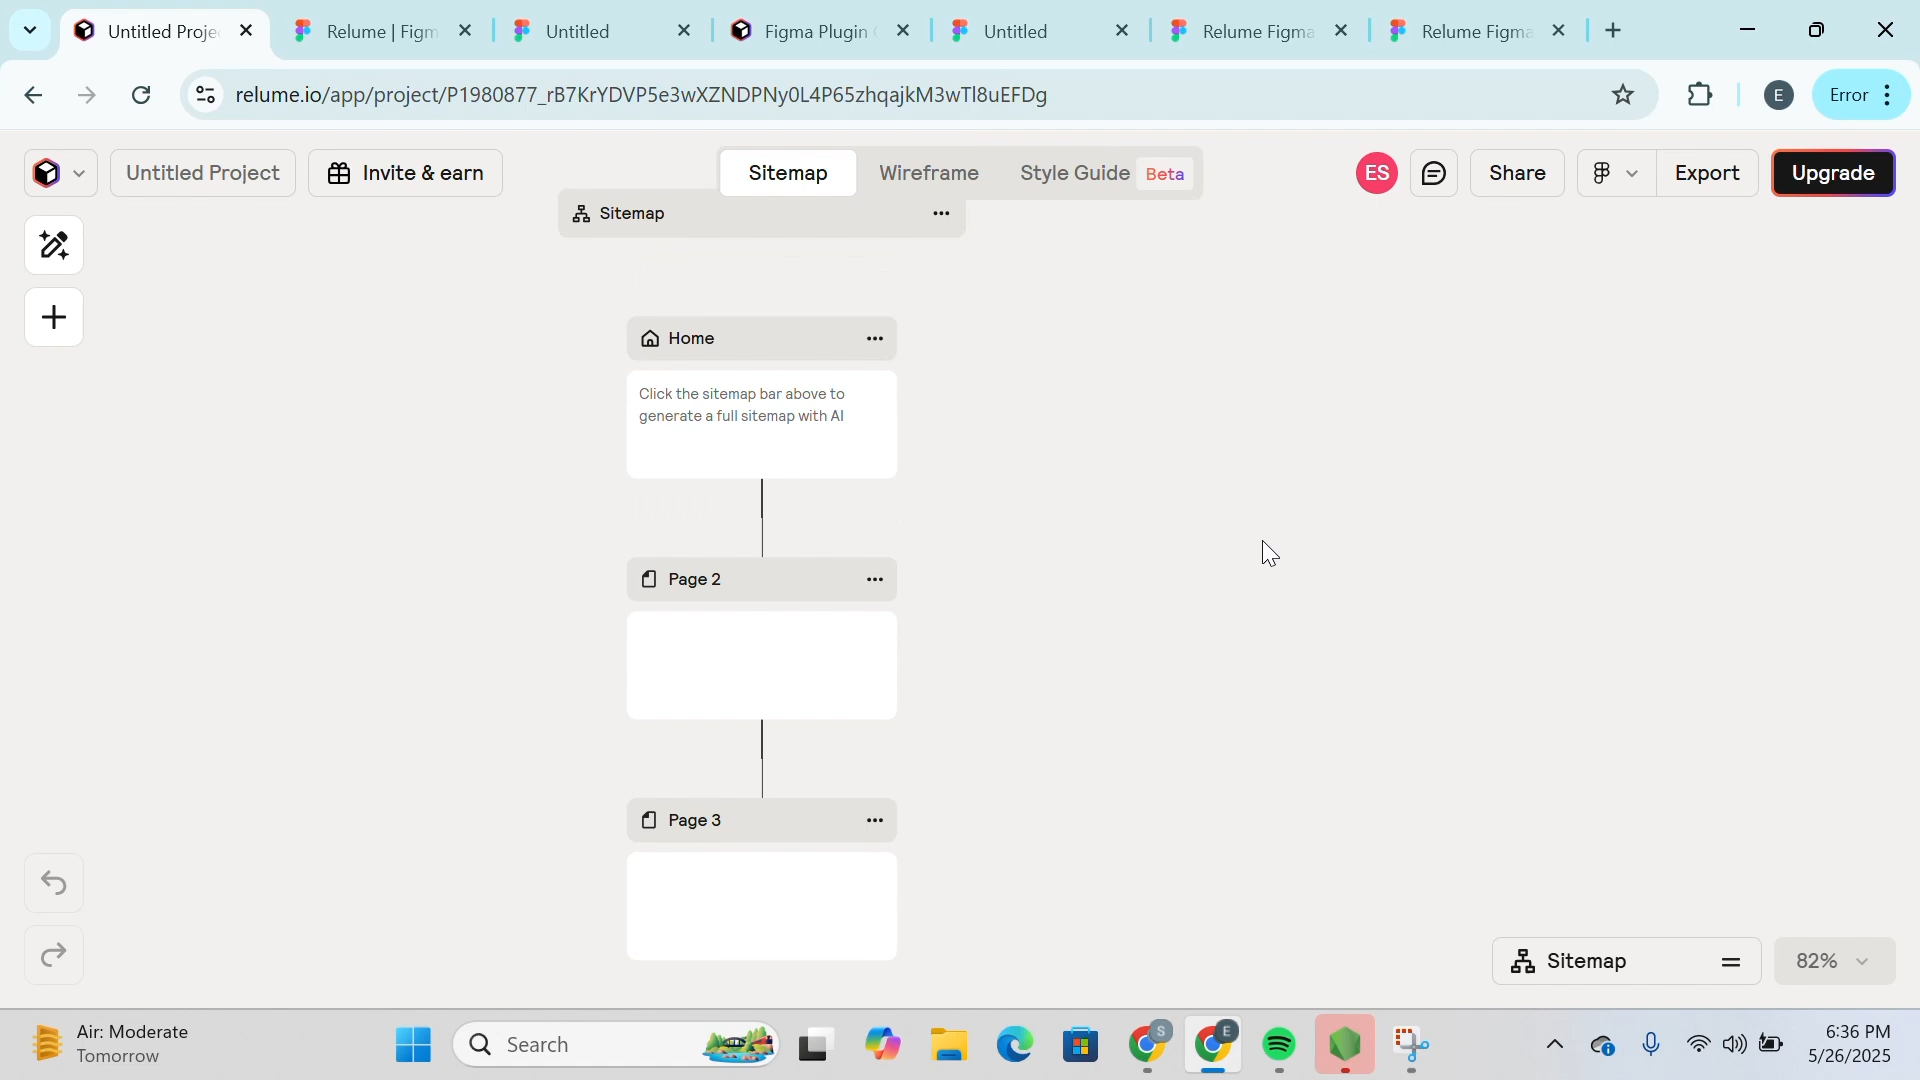 Untitled Proje
Relume | Figm
Untitled
Figma Plugin
Untitled
Relume Figma
Relume Figma
relume.io/app/project/P1980877_rB7KrYDVP5e3wXZNDPNy0L4P65zhqajkM3wTl8uEFDg
E
Error
Untitled Project
Invite & earn
Sitemap
Wireframe
Style Guide
Beta
ES
Share
Export
Upgrade
Sitemap
Home
Click the sitemap bar above to
generate a full sitemap with AI
Page 2
Page 3
Sitemap
82%
Air: Moderate
Tomorrow
Search
S
E
6:36 PM
5/26/2025